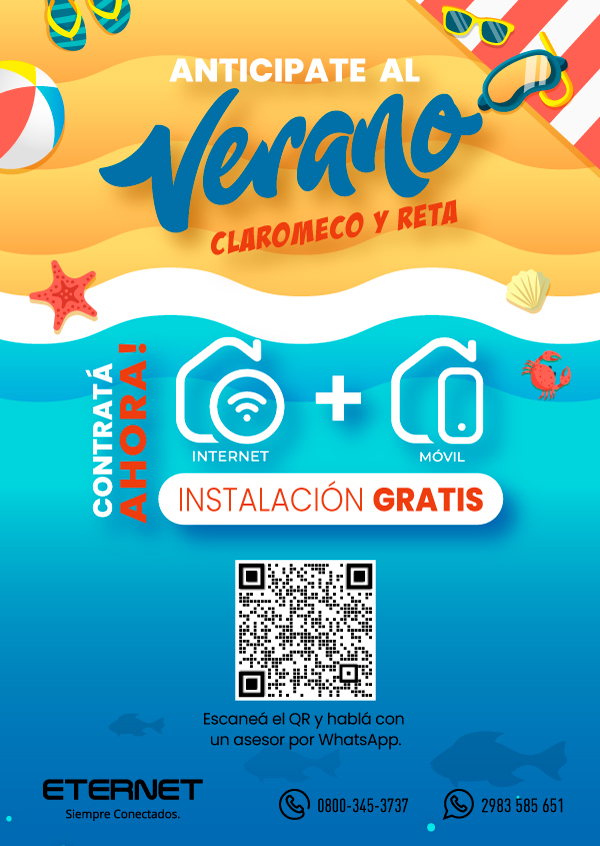 ANTICIPATE AL
Verano
CLAROMECO Y RETA
CONTRATÁ
AHORA!
INTERNET
+
MÓVIL
INSTALACIÓN GRATIS
Escaneá el QR y hablá con
un asesor por WhatsApp.
ETERNET
Siempre Conectados.
0800-345-3737
2983 585 651